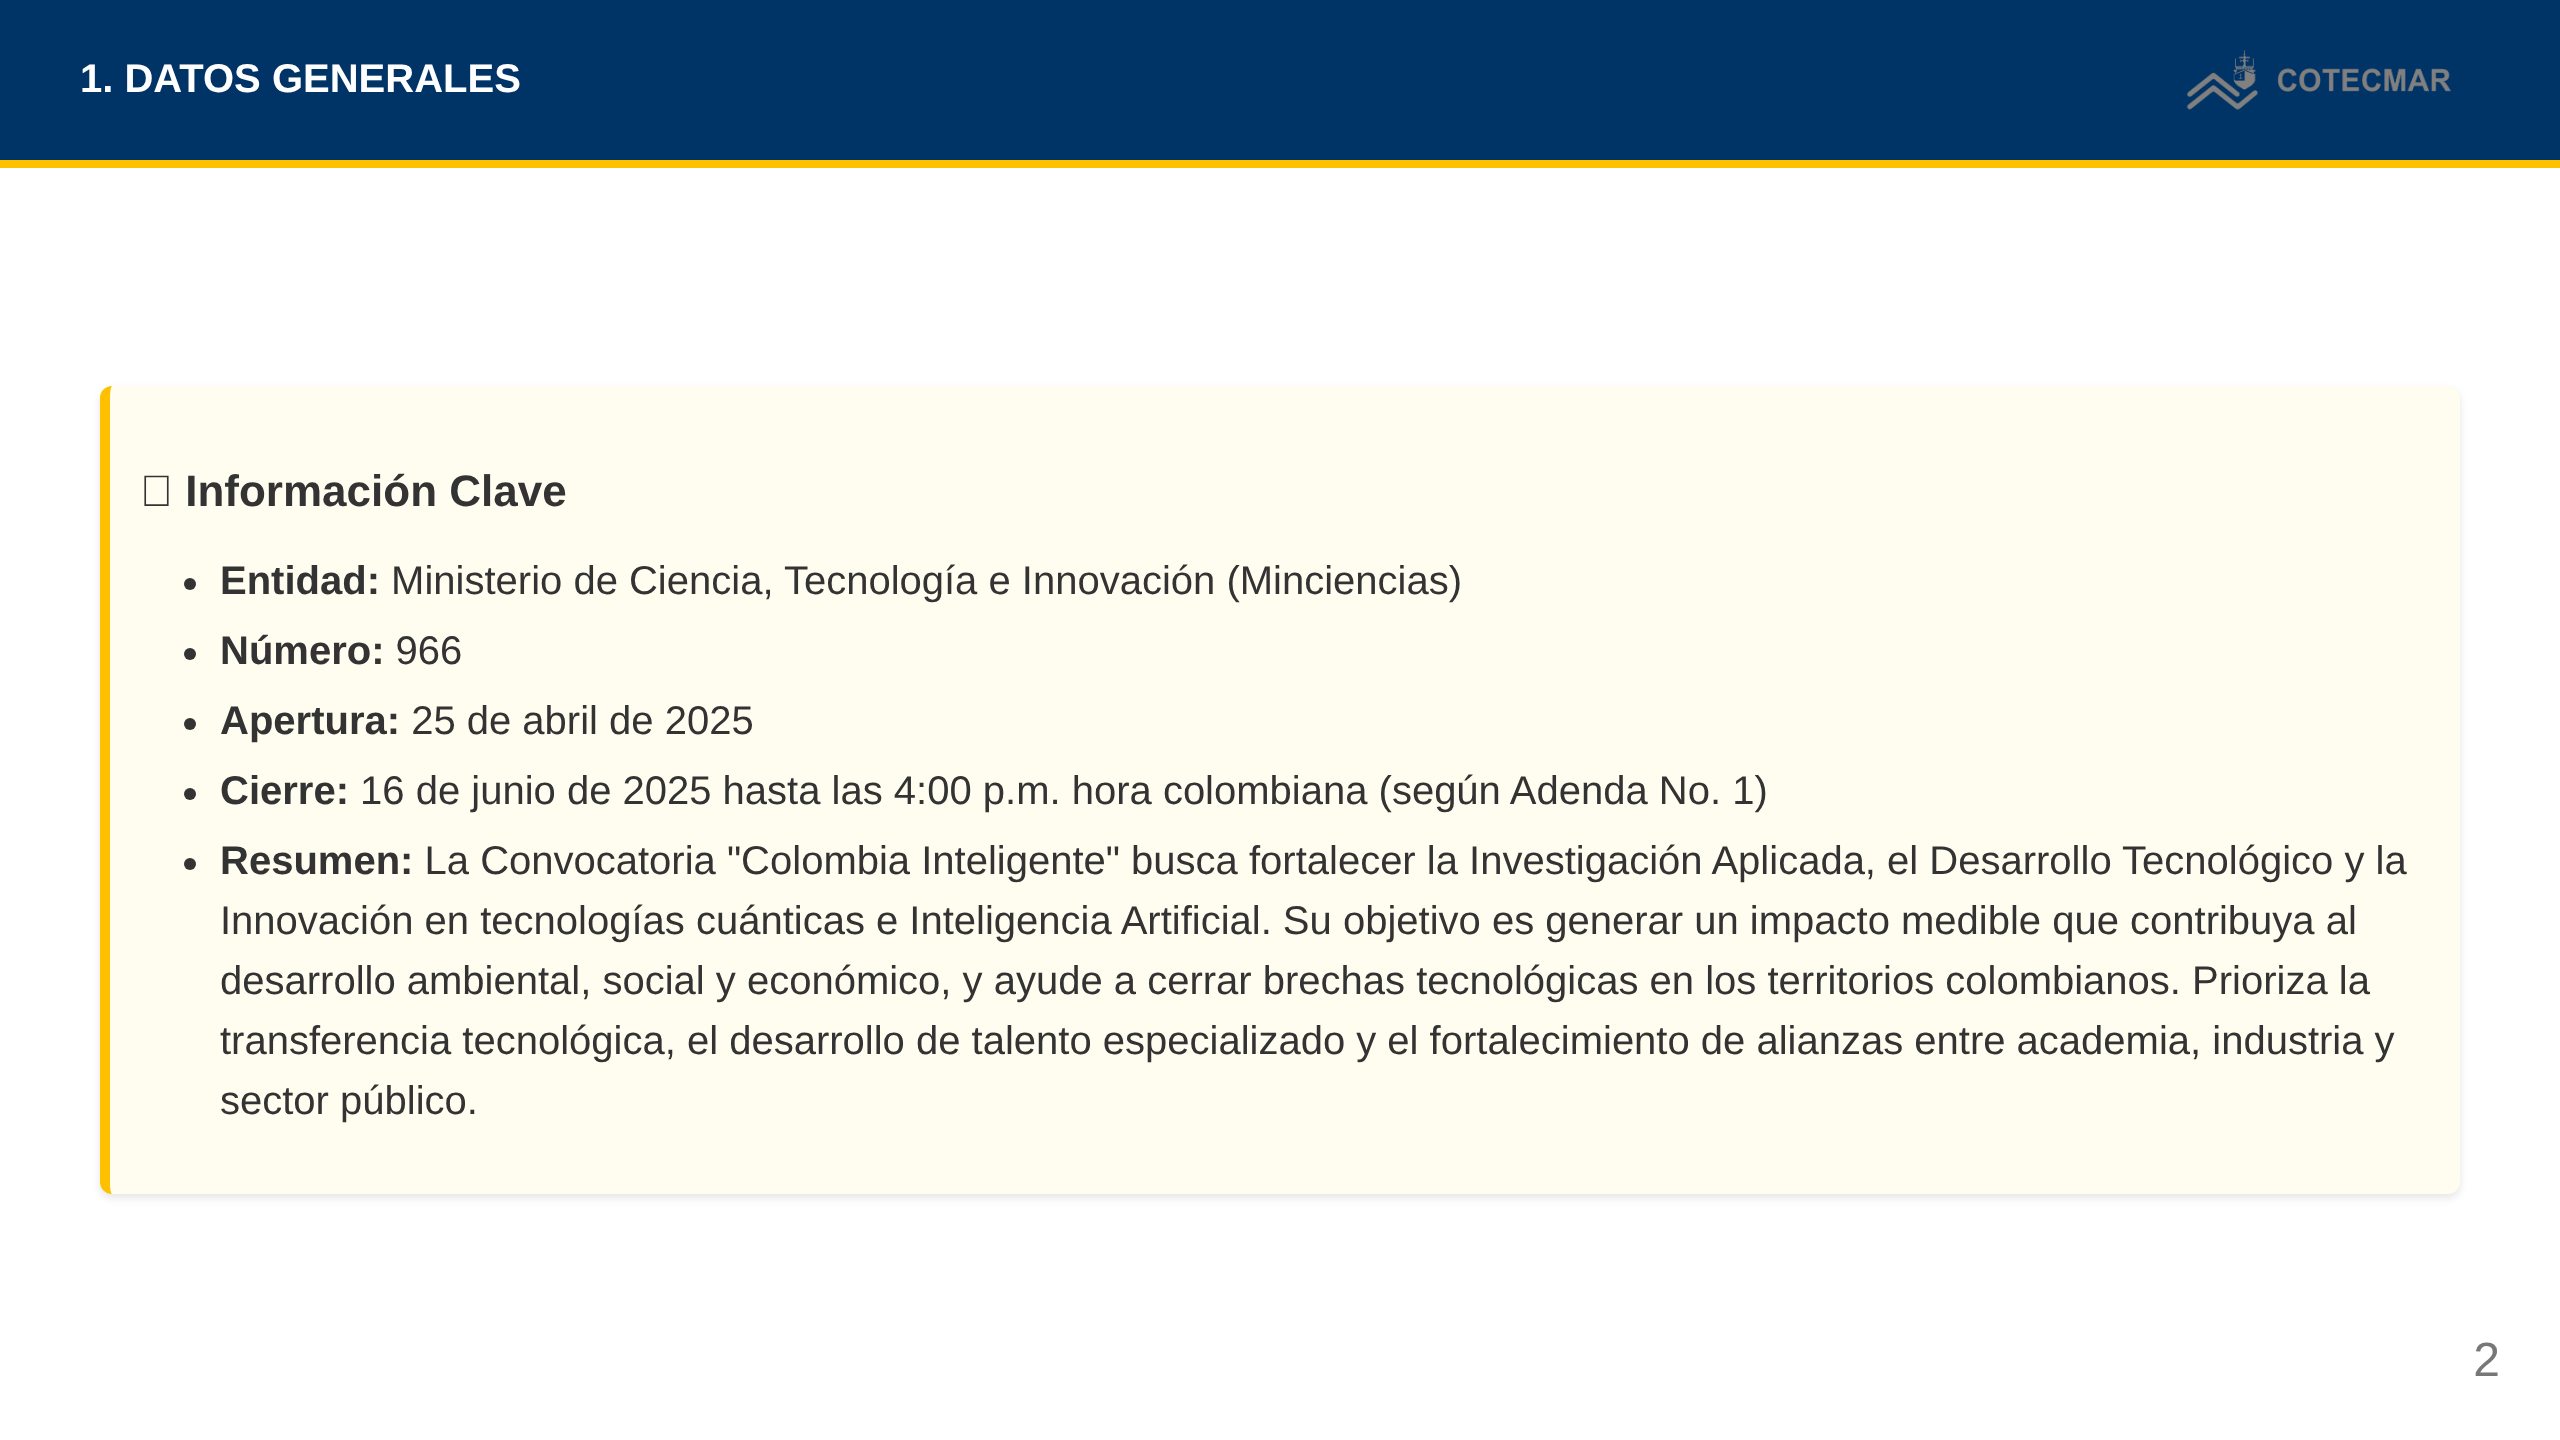 1. DATOS GENERALES
COTECMAR
Información Clave
• Entidad: Ministerio de Ciencia, Tecnología e Innovación (Minciencias)
• Número: 966
• Apertura: 25 de abril de 2025
• Cierre: 16 de junio de 2025 hasta las 4:00 p.m. hora colombiana (según Adenda No. 1)
• Resumen: La Convocatoria "Colombia Inteligente" busca fortalecer la Investigación Aplicada, el Desarrollo Tecnológico y la
Innovación en tecnologías cuánticas e Inteligencia Artificial. Su objetivo es generar un impacto medible que contribuya al
desarrollo ambiental, social y económico, y ayude a cerrar brechas tecnológicas en los territorios colombianos. Prioriza la
transferencia tecnológica, el desarrollo de talento especializado y el fortalecimiento de alianzas entre academia, industria y
sector público.
2